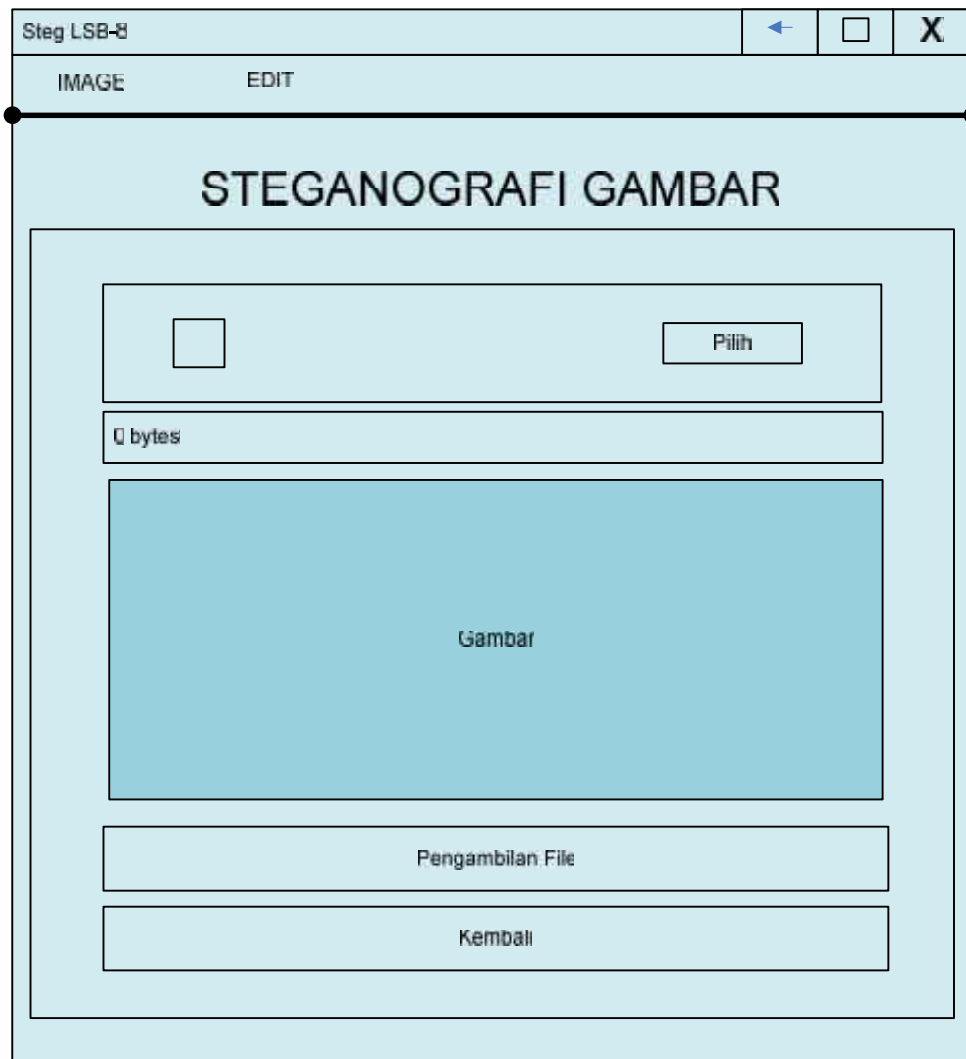 Steg LSB-8 X
IMAGE EDIT
STEGANOGRAFI GAMBAR
Pilih
0 bytes
Gambar
Pengambilan File
Kembali